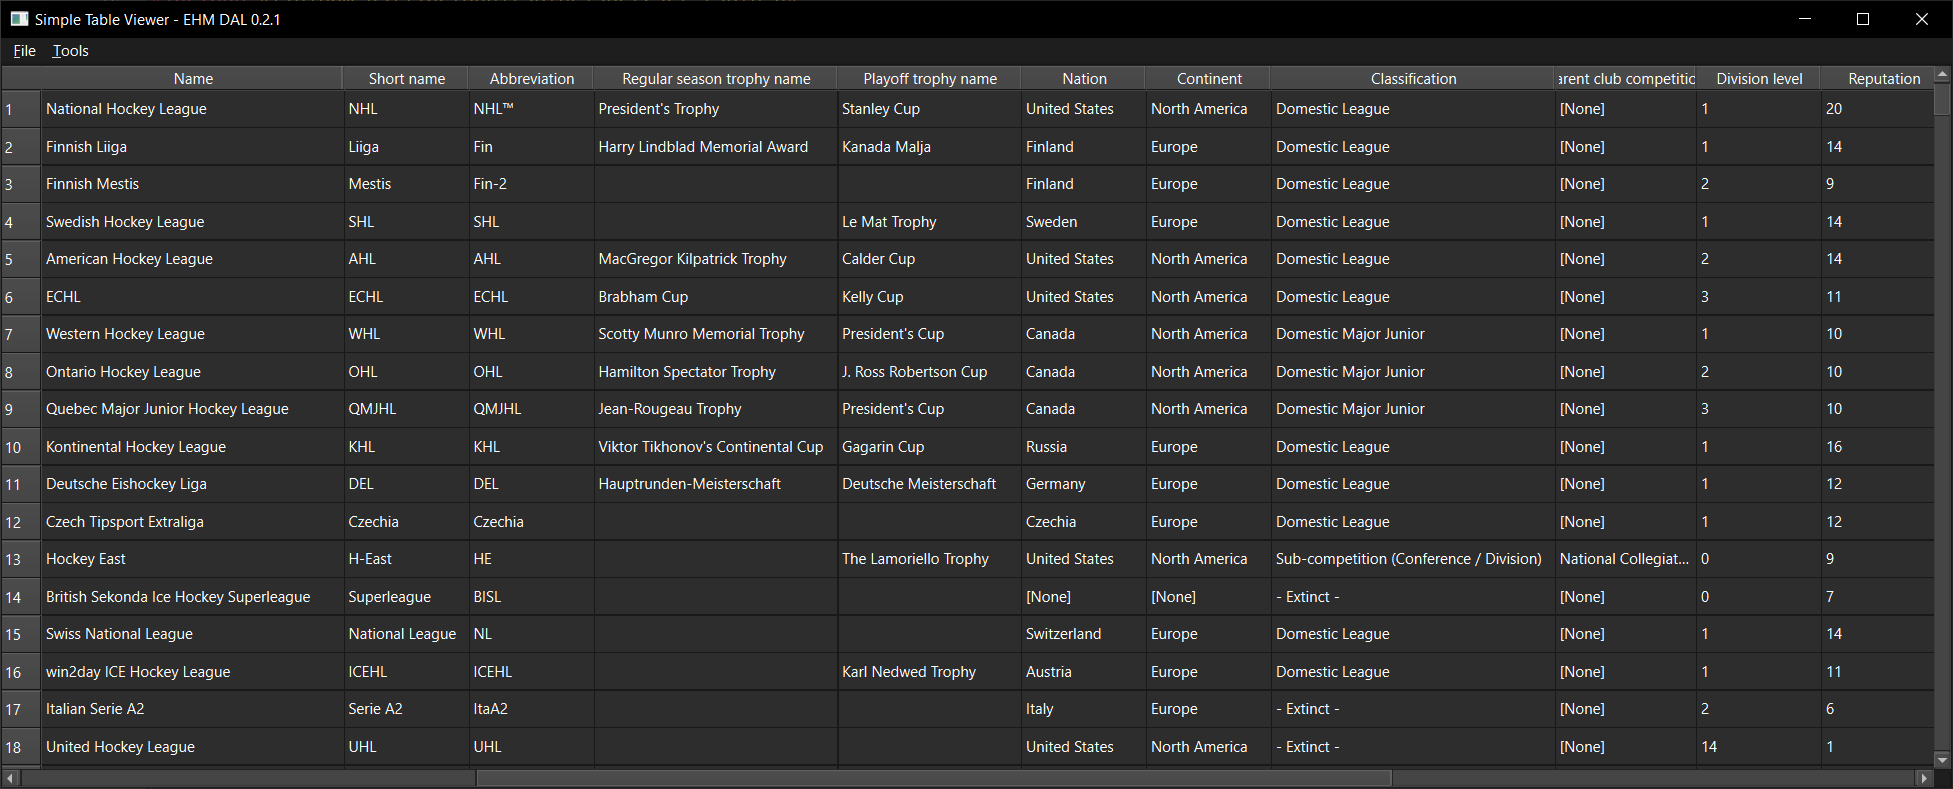 Simple Table Viewer - EHM DAL 0.2.1
File Tools
Name Short name Abbreviation Regular season trophy name Playoff trophy name Nation Continent Classification arent club competitic Division level Reputation
1 National Hockey League NHL NHL™ President's Trophy Stanley Cup United States North America Domestic League [None] 1 20
2 Finnish Liiga Liiga Fin Harry Lindblad Memorial Award Kanada Malja Finland Europe Domestic League [None] 1 14
3 Finnish Mestis Mestis Fin-2 Finland Europe Domestic League [None] 2 9
4 Swedish Hockey League SHL SHL Le Mat Trophy Sweden Europe Domestic League [None] 1 14
5 American Hockey League AHL AHL MacGregor Kilpatrick Trophy Calder Cup United States North America Domestic League [None] 2 14
6 ECHL ECHL ECHL Brabham Cup Kelly Cup United States North America Domestic League [None] 3 11
7 Western Hockey League WHL WHL Scotty Munro Memorial Trophy President's Cup Canada North America Domestic Major Junior [None] 1 10
8 Ontario Hockey League OHL OHL Hamilton Spectator Trophy J. Ross Robertson Cup Canada North America Domestic Major Junior [None] 2 10
9 Quebec Major Junior Hockey League QMJHL QMJHL Jean-Rougeau Trophy President's Cup Canada North America Domestic Major Junior [None] 3 10
10 Kontinental Hockey League KHL KHL Viktor Tikhonov's Continental Cup Gagarin Cup Russia Europe Domestic League [None] 1 16
11 Deutsche Eishockey Liga DEL DEL Hauptrunden-Meisterschaft Deutsche Meisterschaft Germany Europe Domestic League [None] 1 12
12 Czech Tipsport Extraliga Czechia Czechia Czechia Europe Domestic League [None] 1 12
13 Hockey East H-East HE The Lamoriello Trophy United States North America Sub-competition (Conference / Division) National Collegiat... 0 9
14 British Sekonda Ice Hockey Superleague Superleague BISL [None] [None] - Extinct - [None] 0 7
15 Swiss National League National League NL Switzerland Europe Domestic League [None] 1 14
16 win2day ICE Hockey League ICEHL ICEHL Karl Nedwed Trophy Austria Europe Domestic League [None] 1 11
17 Italian Serie A2 Serie A2 ItaA2 Italy Europe - Extinct - [None] 2 6
18 United Hockey League UHL UHL United States North America - Extinct - [None] 14 1